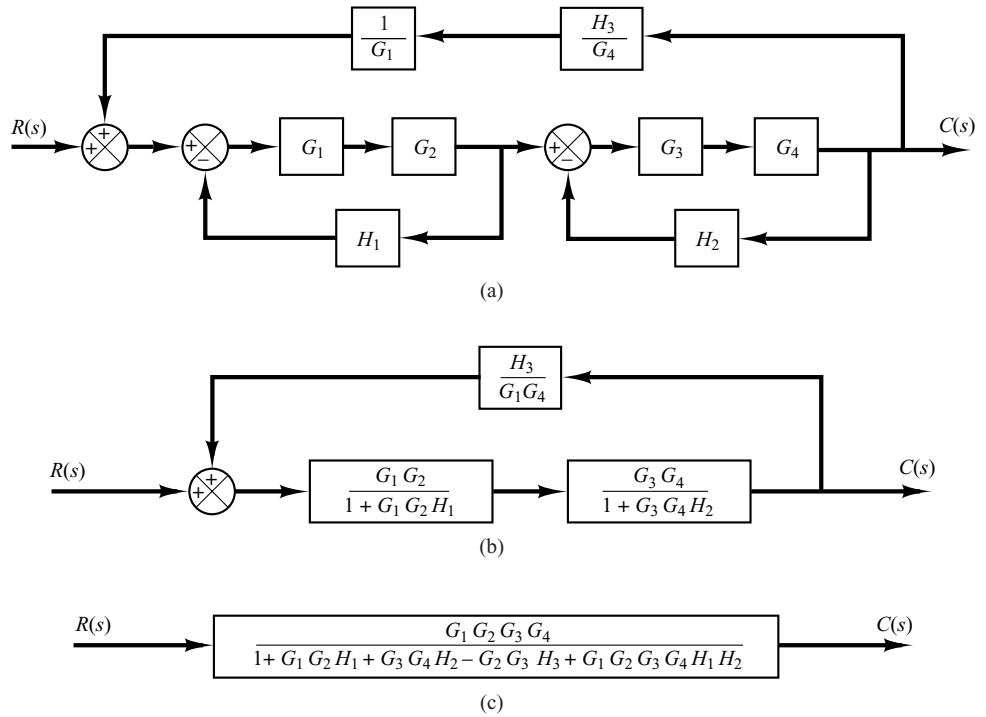 1
G1
H3
G4
R(s)
+
+
+
−
G1
G2
+
−
G3
G4
C(s)
H1
H2
(a)
H3
G1G4
R(s)
+
+
G1 G2
1 + G1 G2 H1
G3 G4
1 + G3 G4 H2
C(s)
(b)
R(s)
G1 G2 G3 G4
1+ G1 G2 H1 + G3 G4 H2 – G2 G3 H3 + G1 G2 G3 G4 H1 H2
C(s)
(c)